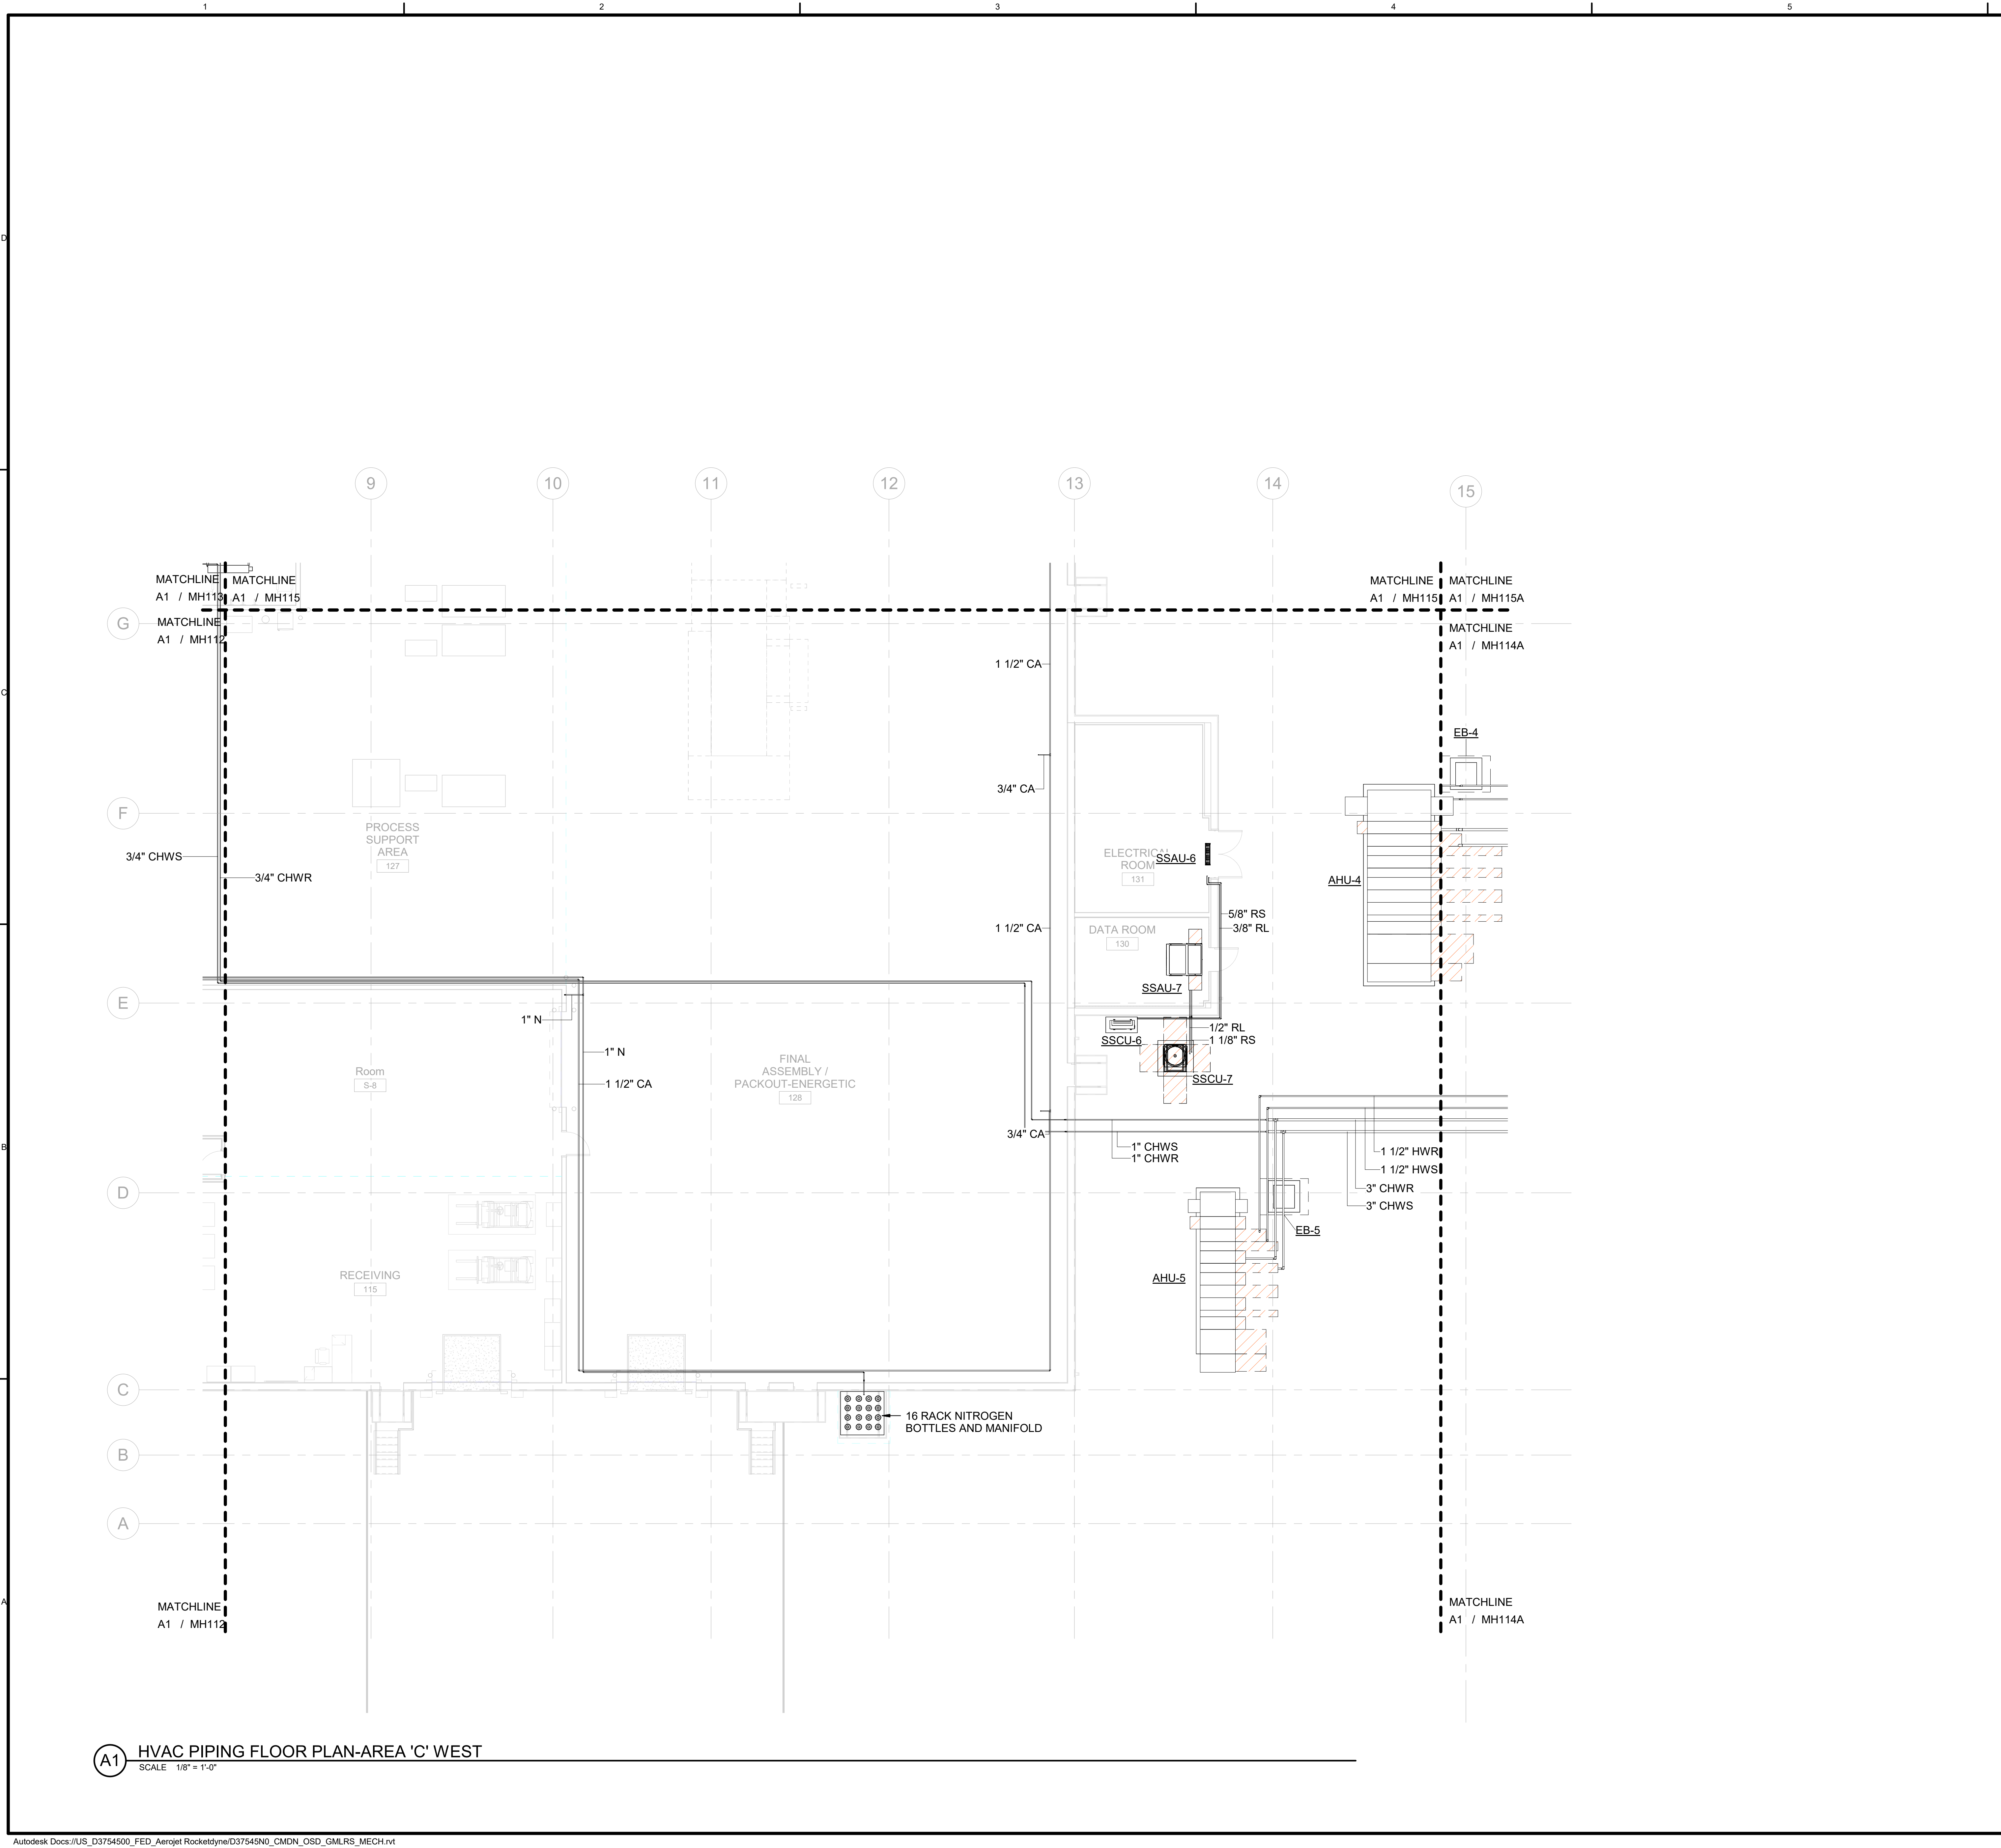 1
2
3
4
5
D
C
B
A
9
10
11
12
13
14
15
G
F
E
D
C
B
A
MATCHLINE
A1 / MH113
MATCHLINE
A1 / MH115
MATCHLINE
A1 / MH112
MATCHLINE
A1 / MH115
MATCHLINE
A1 / MH115A
MATCHLINE
A1 / MH114A
1 1/2" CA
3/4" CA
EB-4
PROCESS
SUPPORT
AREA
127
3/4" CHWS
3/4" CHWR
ELECTRICAL
ROOM
131
SSAU-6
AHU-4
5/8" RS
3/8" RL
1 1/2" CA
DATA ROOM
130
SSAU-7
1" N
SSCU-6
1/2" RL
1 1/8" RS
SSCU-7
1" N
1 1/2" CA
Room
S-8
FINAL
ASSEMBLY /
PACKOUT-ENERGETIC
128
3/4" CA
1" CHWS
1" CHWR
1 1/2" HWR
1 1/2" HWS
3" CHWR
3" CHWS
EB-5
AHU-5
RECEIVING
115
16 RACK NITROGEN
BOTTLES AND MANIFOLD
MATCHLINE
A1 / MH112
MATCHLINE
A1 / MH114A
A1
HVAC PIPING FLOOR PLAN-AREA 'C' WEST
SCALE 1/8" = 1'-0"
Autodesk Docs://US_D3754500_FED_Aerojet Rocketdyne/D37545N0_CMDN_OSD_GMLRS_MECH.rvt